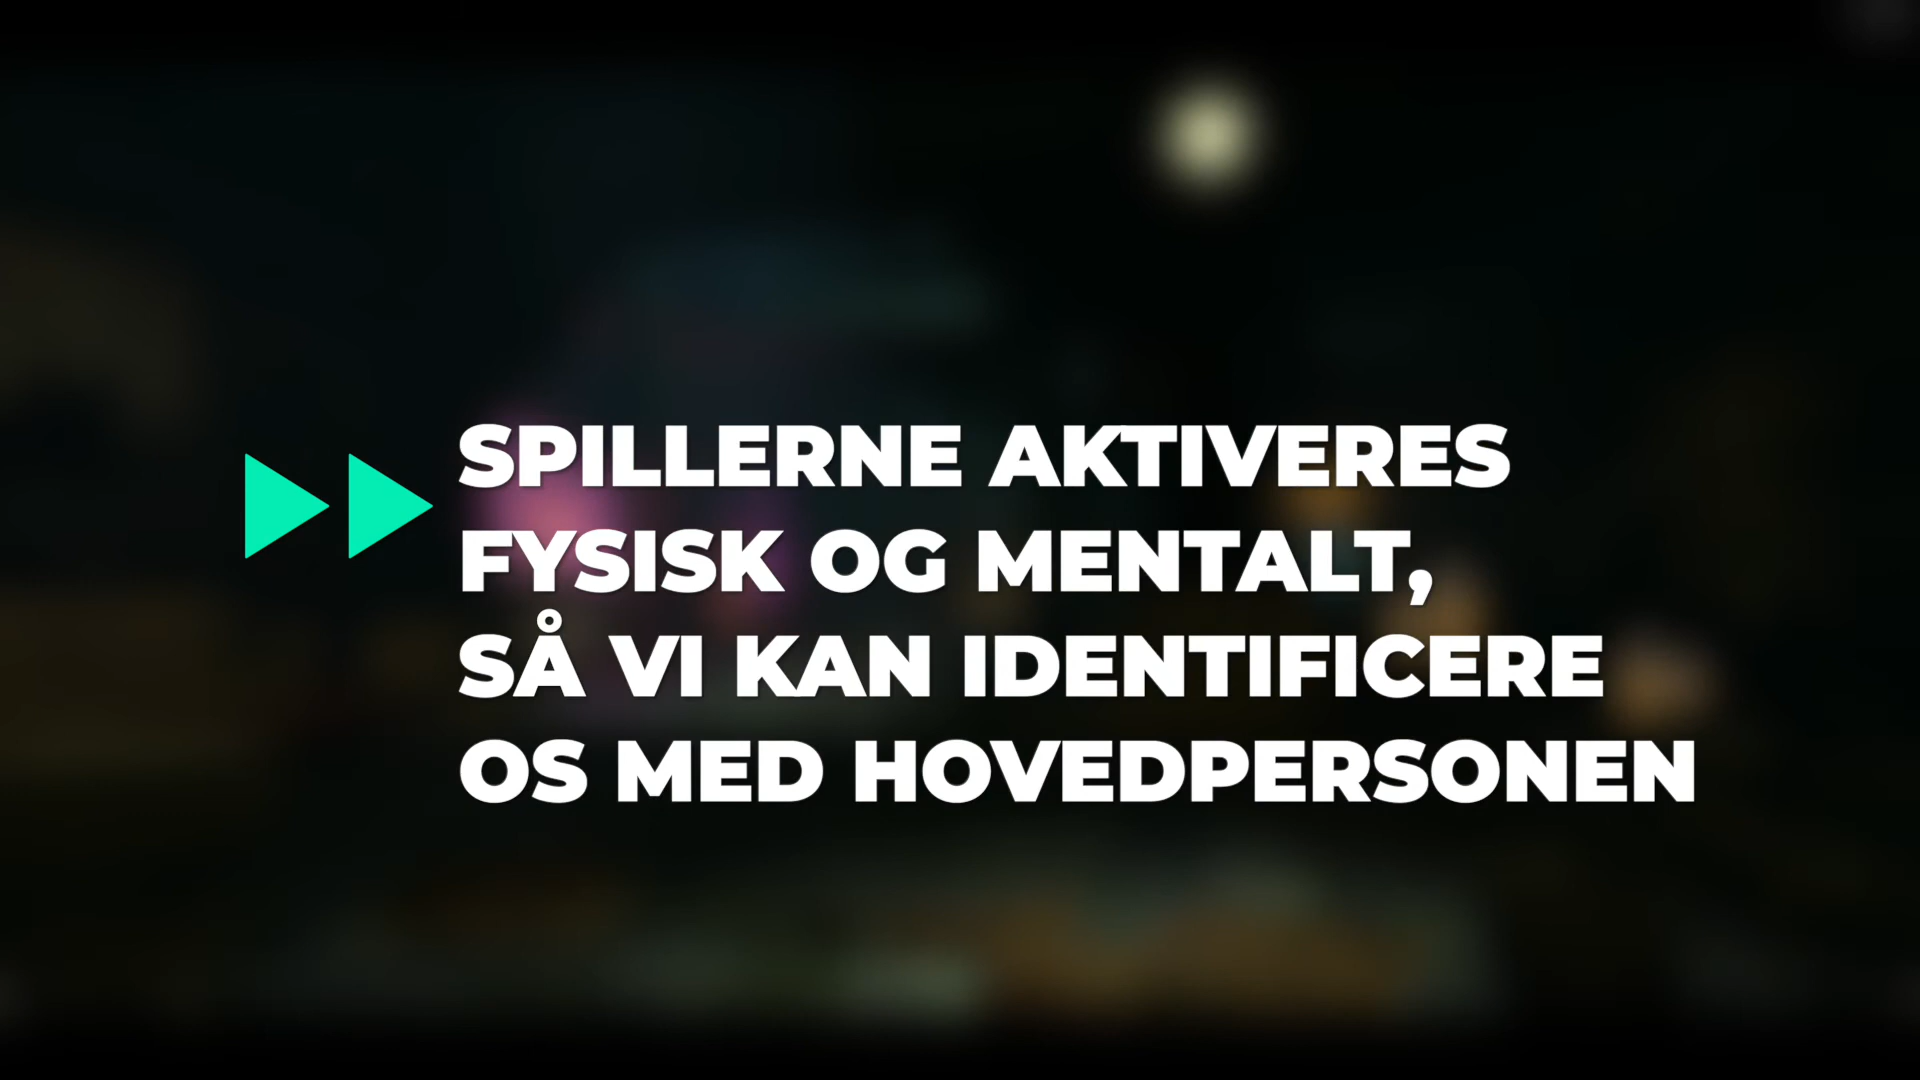 SPILLERNE AKTIVERES
FYSISK OG MENTALT,
SÅ VI KAN IDENTIFICERE
OS MED HOVEDPERSONEN